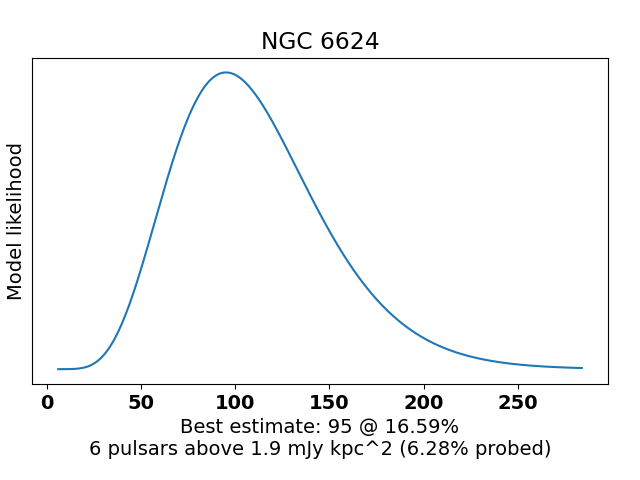 NGC 6624
Model likelihood
0 50 100 150 200 250
Best estimate: 95 @ 16.59%
6 pulsars above 1.9 mJy kpc^2 (6.28% probed)